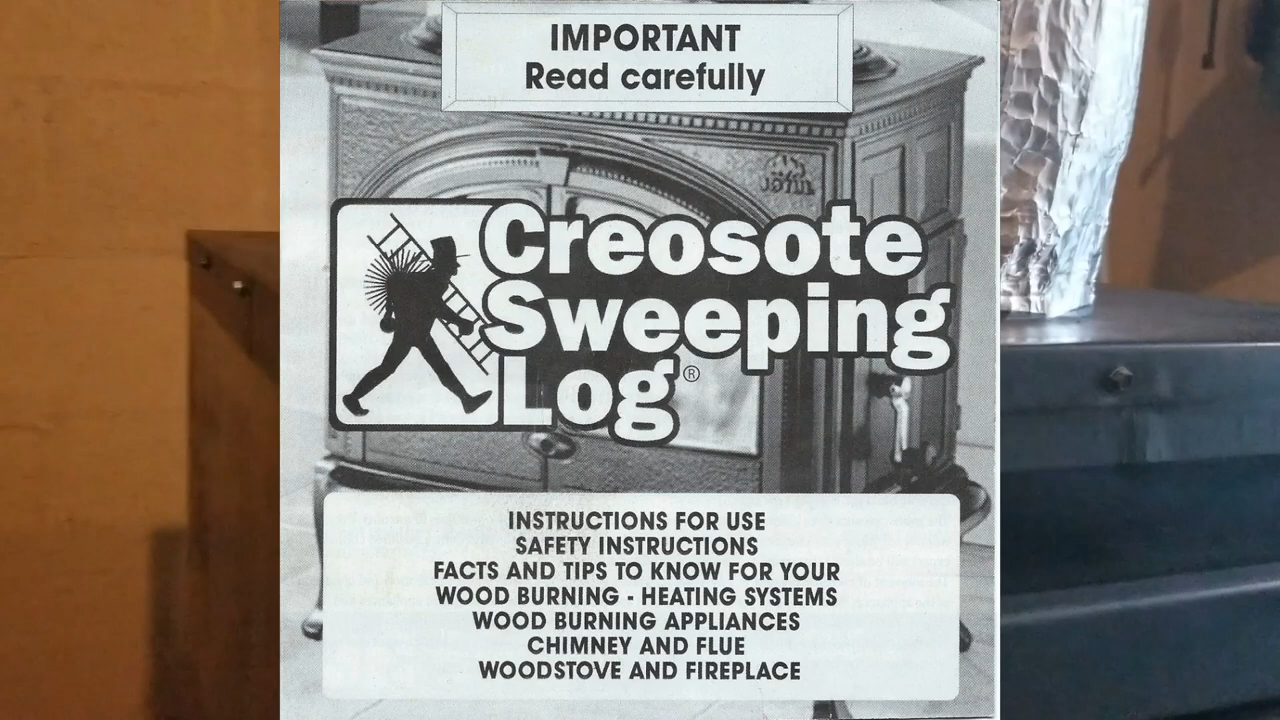 IMPORTANT
Read carefully
Creosote
Sweeping
Log®
INSTRUCTIONS FOR USE
SAFETY INSTRUCTIONS
FACTS AND TIPS TO KNOW FOR YOUR
WOOD BURNING - HEATING SYSTEMS
WOOD BURNING APPLIANCES
CHIMNEY AND FLUE
WOODSTOVE AND FIREPLACE